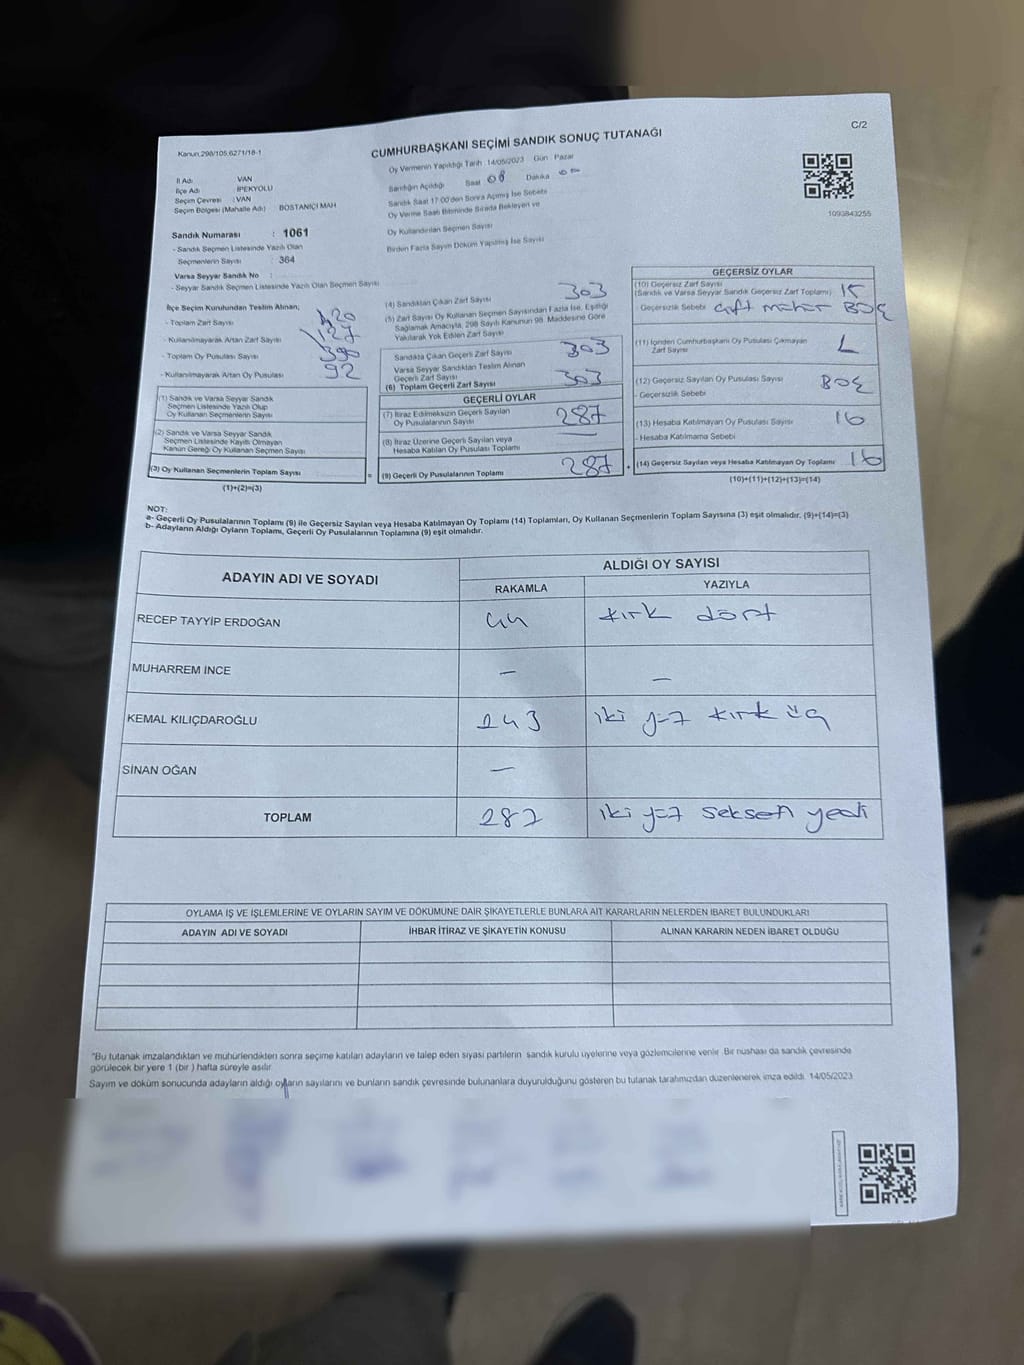 C/2
Kanun:298/105;6271/18-1
CUMHURBAŞKANI SEÇİMİ SANDIK SONUÇ TUTANAĞI
İl Adı : VAN
İlçe Adı : İPEKYOLU
Seçim Çevresi : VAN
Seçim Bölgesi (Mahalle Adı) : BOSTANİÇİ MAH
Oy Vermenin Yapıldığı Tarih 14/05/2023 Gün Pazar
Sandığın Açıldığı Saat 08 Dakika
Sandık Saat 17:00'den Sonra Açılmış İse Sebebi
Oy Verme Saati Bitiminde Sırada Bekleyen ve
Oy Kullandırılan Seçmen Sayısı
Birden Fazla Sayım Döküm Yapılmış İse Sayısı
1093843255
Sandık Numarası : 1061
- Sandık Seçmen Listesinde Yazılı Olan
Seçmenlerin Sayısı : 364
Varsa Seyyar Sandık No :
- Seyyar Sandık Seçmen Listesinde Yazılı Olan Seçmen Sayısı
İlçe Seçim Kurulundan Teslim Alınan;
- Toplam Zarf Sayısı 420
- Kullanılmayarak Artan Zarf Sayısı 127
- Toplam Oy Pusulası Sayısı 390
- Kullanılmayarak Artan Oy Pusulası 92
(1) Sandık ve Varsa Seyyar Sandık
Seçmen Listesinde Yazılı Olup
Oy Kullanan Seçmenlerin Sayısı
(2) Sandık ve Varsa Seyyar Sandık
Seçmen Listesinde Kayıtlı Olmayan
Kanun Gereği Oy Kullanan Seçmen Sayısı
(3) Oy Kullanan Seçmenlerin Toplam Sayısı =
(1)+(2)=(3)
(4) Sandıktan Çıkan Zarf Sayısı 303
(5) Zarf Sayısı Oy Kullanan Seçmen Sayısından Fazla İse, Eşitliği
Sağlamak Amacıyla, 298 Sayılı Kanunun 98. Maddesine Göre
Yakılarak Yok Edilen Zarf Sayısı
Sandıkta Çıkan Geçerli Zarf Sayısı 303
Varsa Seyyar Sandıktan Teslim Alınan
Geçerli Zarf Sayısı
(6) Toplam Geçerli Zarf Sayısı 303
GEÇERLİ OYLAR
(7) İtiraz Edilmeksizin Geçerli Sayılan
Oy Pusulalarının Sayısı 287
(8) İtiraz Üzerine Geçerli Sayılan veya
Hesaba Katılan Oy Pusulası Toplamı —
(9) Geçerli Oy Pusulalarının Toplamı 287 +
GEÇERSİZ OYLAR
(10) Geçersiz Zarf Sayısı
(Sandık ve Varsa Seyyar Sandık Geçersiz Zarf Toplamı) 15
- Geçersizlik Sebebi çift mühür Boş
(11) İçinden Cumhurbaşkanı Oy Pusulası Çıkmayan
Zarf Sayısı
(12) Geçersiz Sayılan Oy Pusulası Sayısı
- Geçersizlik Sebebi Boş
(13) Hesaba Katılmayan Oy Pusulası Sayısı 16
- Hesaba Katılmama Sebebi
(14) Geçersiz Sayılan veya Hesaba Katılmayan Oy Toplamı 16
(10)+(11)+(12)+(13)=(14)
NOT:
a- Geçerli Oy Pusulalarının Toplamı (9) ile Geçersiz Sayılan veya Hesaba Katılmayan Oy Toplamı (14) Toplamları, Oy Kullanan Seçmenlerin Toplam Sayısına (3) eşit olmalıdır. (9)+(14)=(3)
b- Adayların Aldığı Oyların Toplamı, Geçerli Oy Pusulalarının Toplamına (9) eşit olmalıdır.
ADAYIN ADI VE SOYADI
ALDIĞI OY SAYISI
RAKAMLA YAZIYLA
RECEP TAYYİP ERDOĞAN 44 kırk dört
MUHARREM İNCE — —
KEMAL KILIÇDAROĞLU 243 iki yüz kırk üç
SİNAN OĞAN —
TOPLAM 287 iki yüz seksen yedi
OYLAMA İŞ VE İŞLEMLERİNE VE OYLARIN SAYIM VE DÖKÜMÜNE DAİR ŞİKAYETLERLE BUNLARA AİT KARARLARIN NELERDEN İBARET BULUNDUKLARI
ADAYIN ADI VE SOYADI İHBAR İTİRAZ VE ŞİKAYETİN KONUSU ALINAN KARARIN NEDEN İBARET OLDUĞU
"Bu tutanak imzalandıktan ve mühürlendikten sonra seçime katılan adayların ve talep eden siyasi partilerin sandık kurulu üyelerine veya gözlemcilerine verilir. Bir nüshası da sandık çevresinde
görülecek bir yere 1 (bir ) hafta süreyle asılır.
Sayım ve döküm sonucunda adayların aldığı oyların sayılarını ve bunların sandık çevresinde bulunanlara duyurulduğunu gösteren bu tutanak tarafımızdan düzenlenerek imza edildi. 14/05/2023